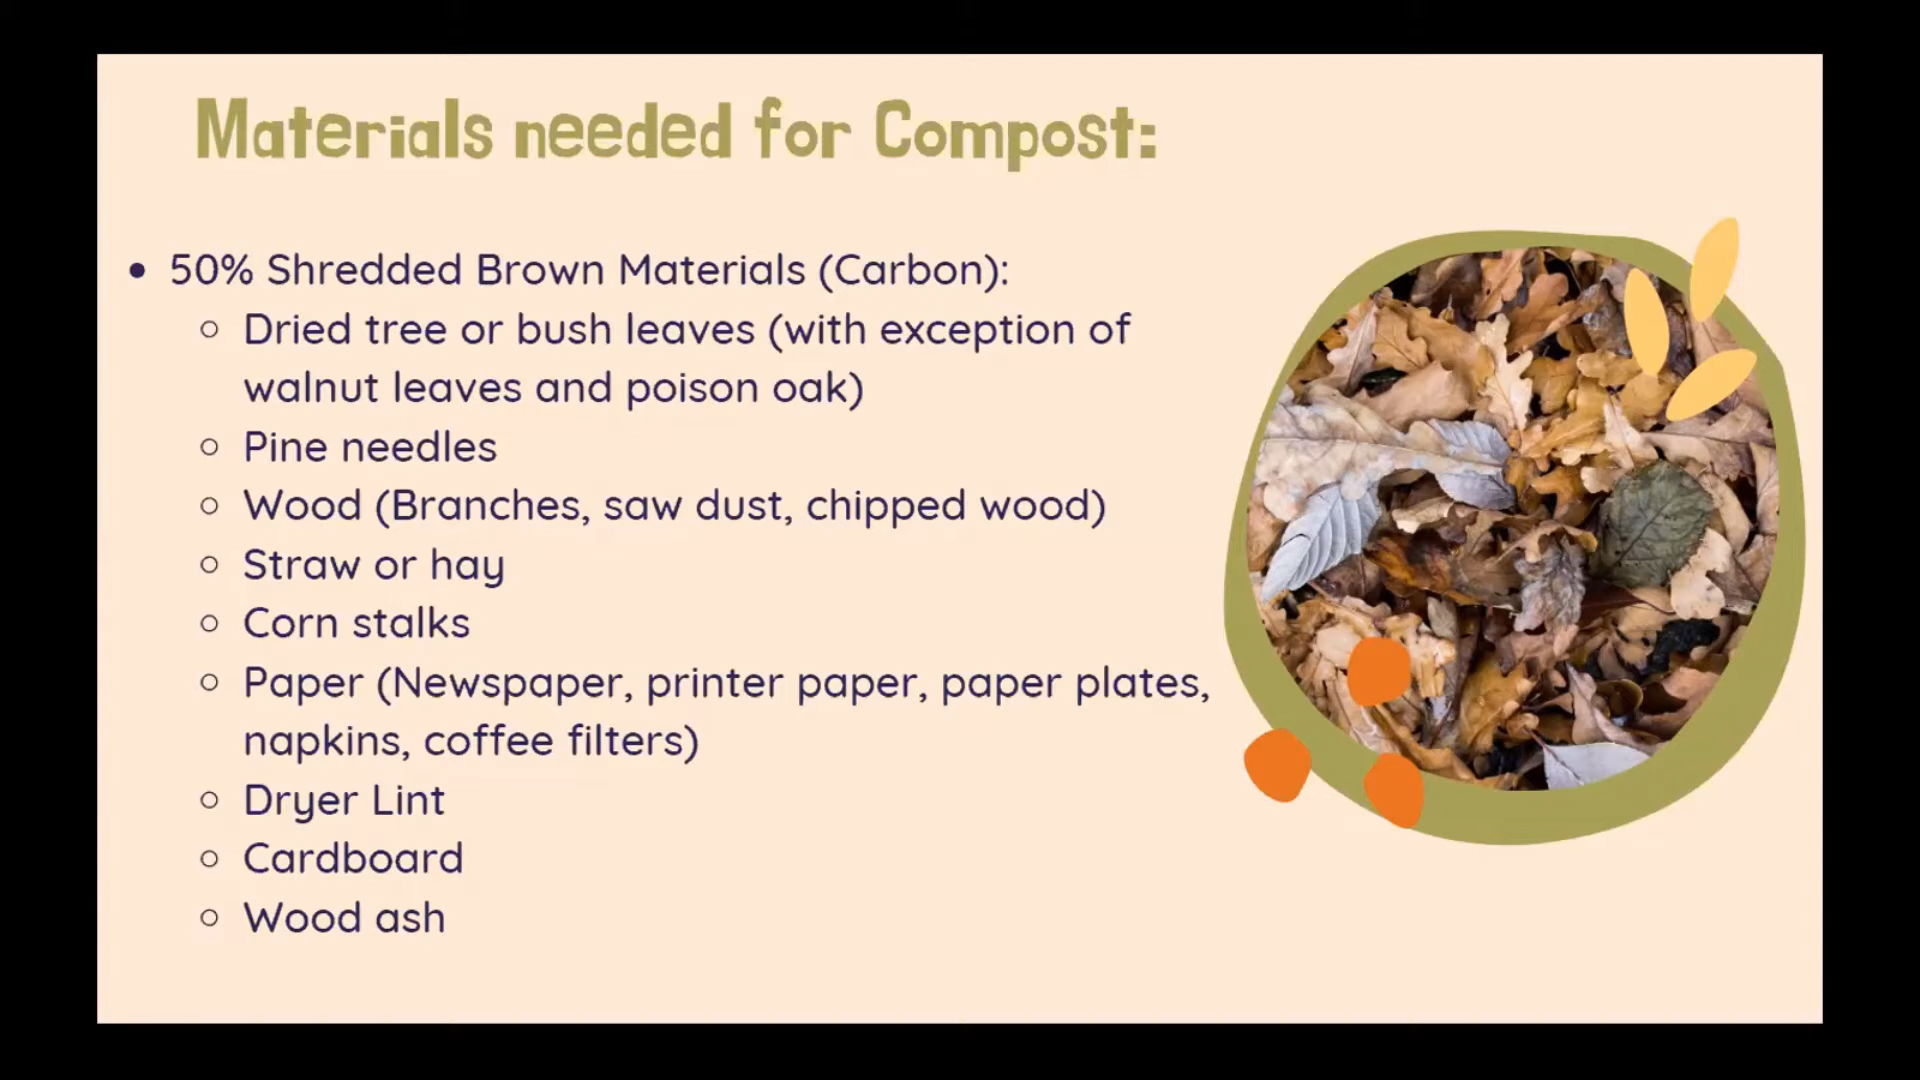 Materials needed for Compost:
• 50% Shredded Brown Materials (Carbon):
○ Dried tree or bush leaves (with exception of
walnut leaves and poison oak)
○ Pine needles
○ Wood (Branches, saw dust, chipped wood)
○ Straw or hay
○ Corn stalks
○ Paper (Newspaper, printer paper, paper plates,
napkins, coffee filters)
○ Dryer Lint
○ Cardboard
○ Wood ash